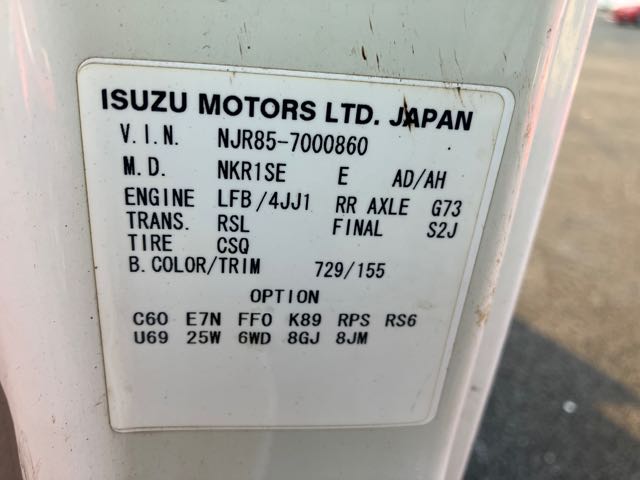 ISUZU MOTORS LTD. JAPAN
V.I.N. NJR85-7000860
M.D. NKR1SE E AD/AH
ENGINE LFB/4JJ1 RR AXLE G73
TRANS. RSL FINAL S2J
TIRE CSQ
B.COLOR/TRIM 729/155
OPTION
C60 E7N FF0 K89 RPS RS6
U69 25W 6WD 8GJ 8JM